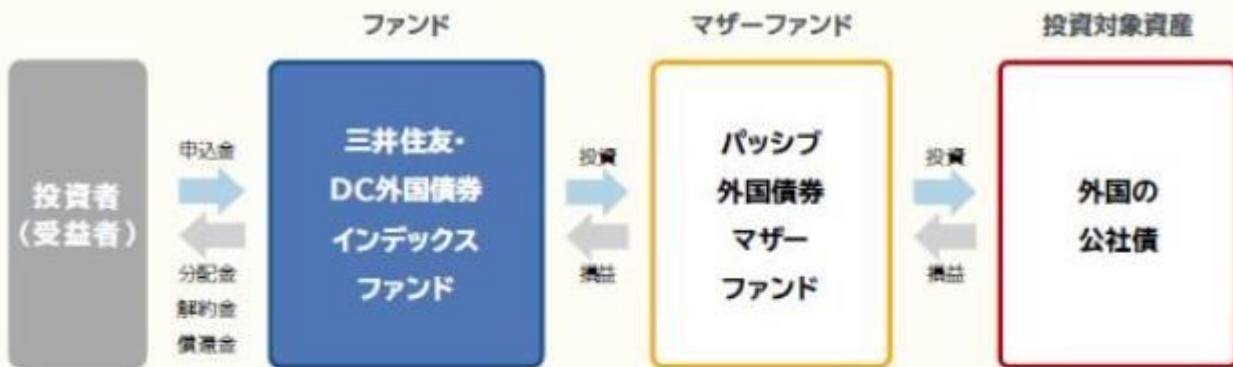 ファンド
マザーファンド
投資対象資産
投資者
（受益者）
申込金
分配金
解約金
償還金
三井住友・
DC外国債券
インデックス
ファンド
投資
損益
パッシブ
外国債券
マザー
ファンド
投資
損益
外国の
公社債